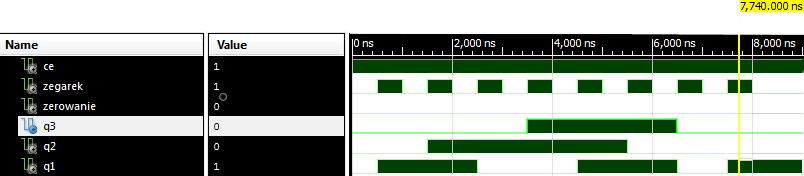 7,740.000 ns
Name Value 0 ns 2,000 ns 4,000 ns 6,000 ns 8,000 ns
ce 1
zegarek 1
zerowanie 0
q3 0
q2 0
q1 1